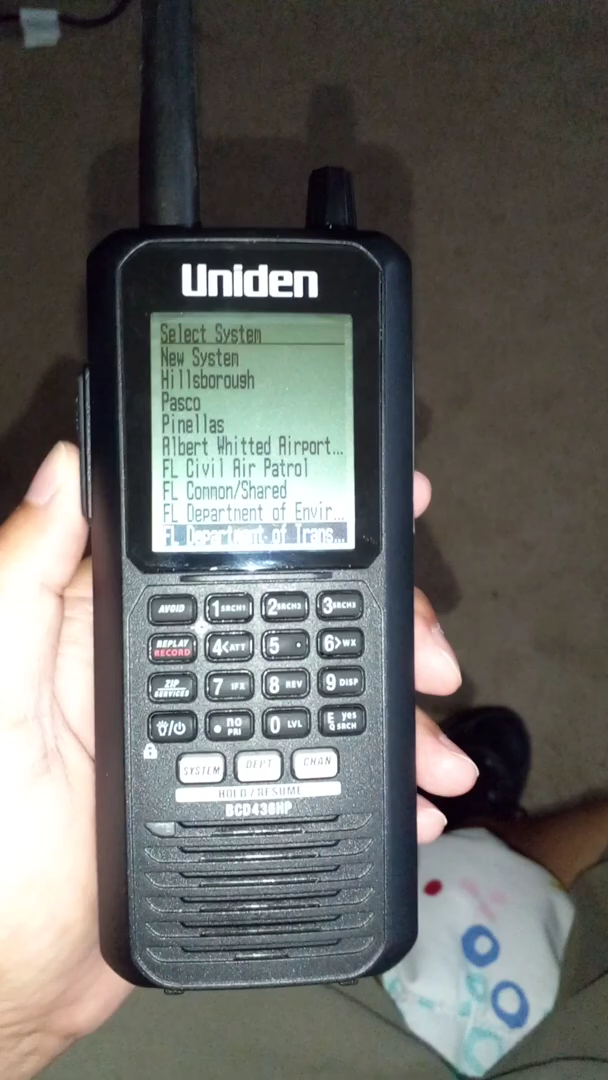 Uniden
Select System
New System
Hillsborough
Pasco
Pinellas
Albert Whitted Airport...
FL Civil Air Patrol
FL Common/Shared
FL Department of Envir...
FL Department of Trans...
AVOID 1 SRCH1 2 SRCH2 3 SRCH3
REPLAY RECORD 4 < ATT 5 · 6 > WX
ZIP SERVICES 7 IFX 8 REV 9 DISP
• no PRI 0 LVL E yes Q SRCH
SYSTEM DEPT CHAN
HOLD / RESUME
BCD436HP